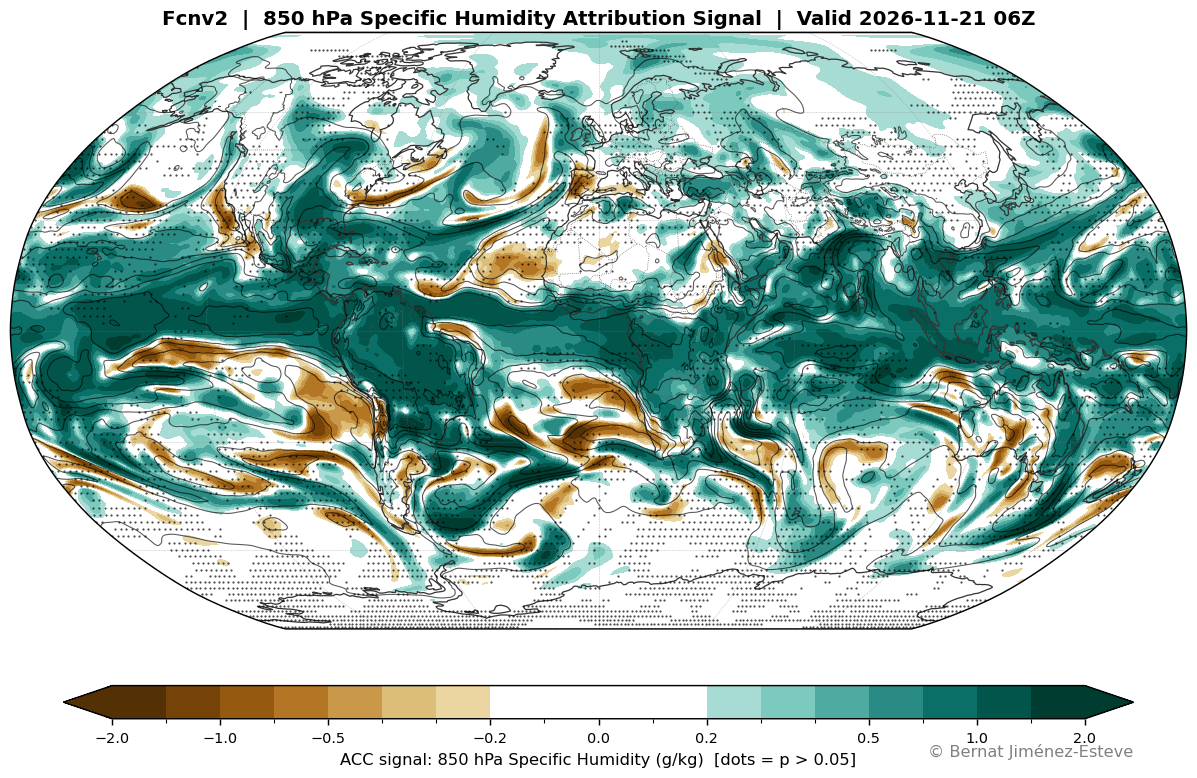 Fcnv2 | 850 hPa Specific Humidity Attribution Signal | Valid 2026-11-21 06Z
−2.0 −1.0 −0.5 −0.2 0.0 0.2 0.5 1.0 2.0
ACC signal: 850 hPa Specific Humidity (g/kg) [dots = p > 0.05]
© Bernat Jiménez-Esteve